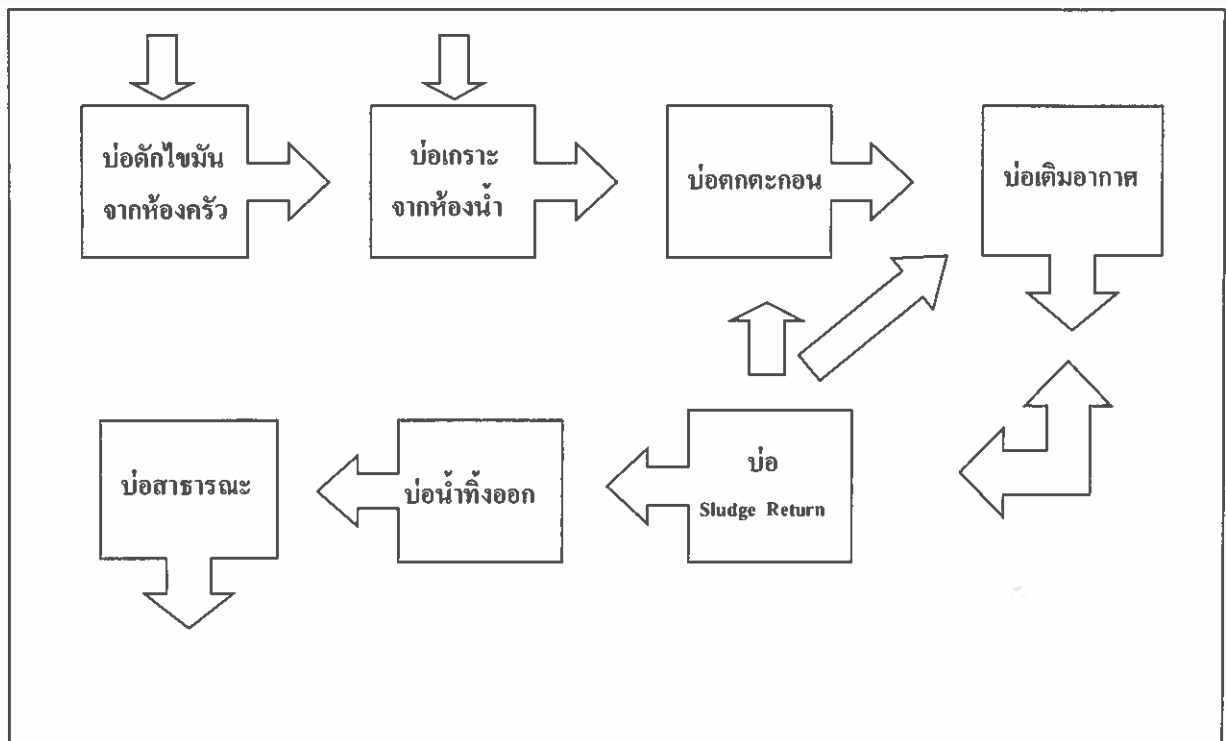 บ่อดักไขมัน
จากห้องครัว
บ่อเกราะ
จากห้องน้ำ
บ่อตกตะกอน
บ่อเติมอากาศ
บ่อสาธารณะ
บ่อน้ำทิ้งออก
บ่อ
Sludge Return